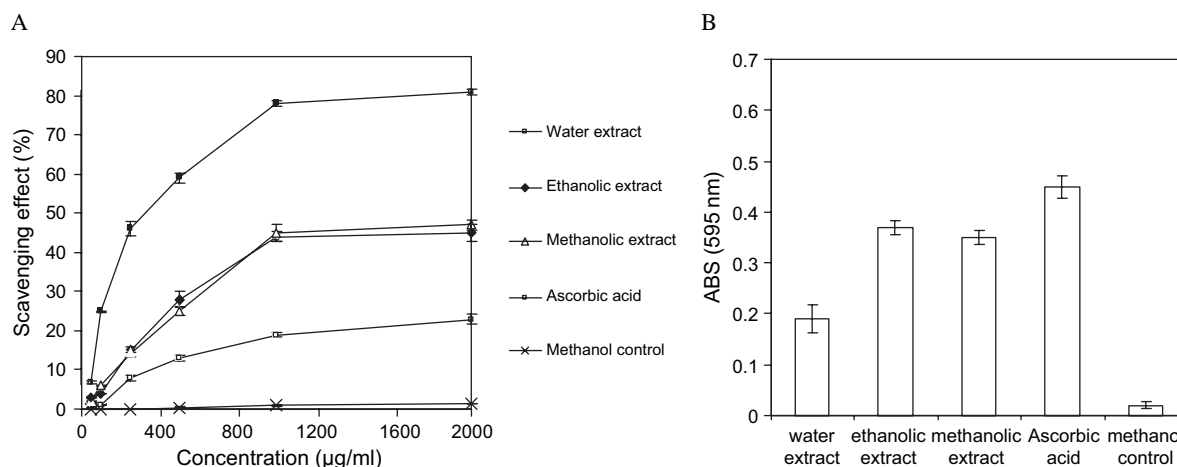 A
Scavenging effect (%)
90
80
70
60
50
40
30
20
10
0
0 400 800 1200 1600 2000
Concentration (µg/ml)
Water extract
Ethanolic extract
Methanolic extract
Ascorbic acid
Methanol control
B
ABS (595 nm)
0.7
0.6
0.5
0.4
0.3
0.2
0.1
0
water ethanolic methanolic Ascorbic methanol
extract extract extract acid control